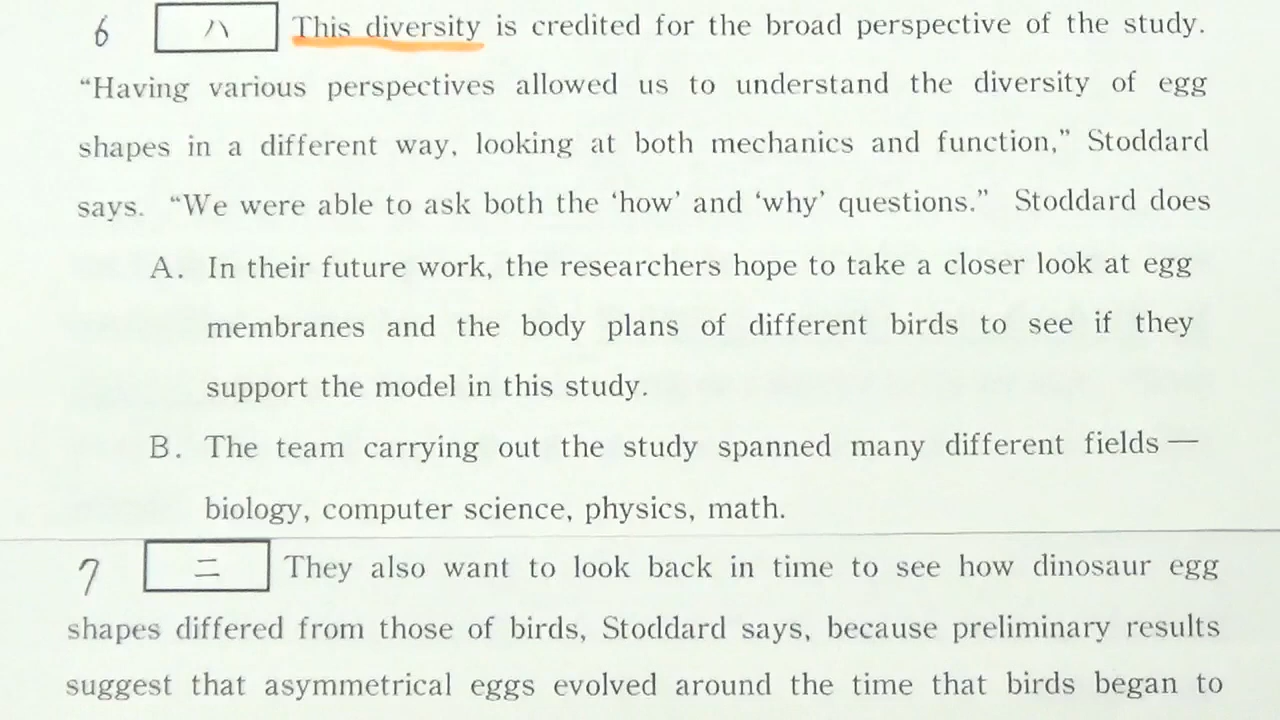 6 ハ This diversity is credited for the broad perspective of the study.
“Having various perspectives allowed us to understand the diversity of egg
shapes in a different way, looking at both mechanics and function,” Stoddard
says. “We were able to ask both the ‘how’ and ‘why’ questions.” Stoddard does
A. In their future work, the researchers hope to take a closer look at egg
membranes and the body plans of different birds to see if they
support the model in this study.
B. The team carrying out the study spanned many different fields—
biology, computer science, physics, math.
7 ニ They also want to look back in time to see how dinosaur egg
shapes differed from those of birds, Stoddard says, because preliminary results
suggest that asymmetrical eggs evolved around the time that birds began to